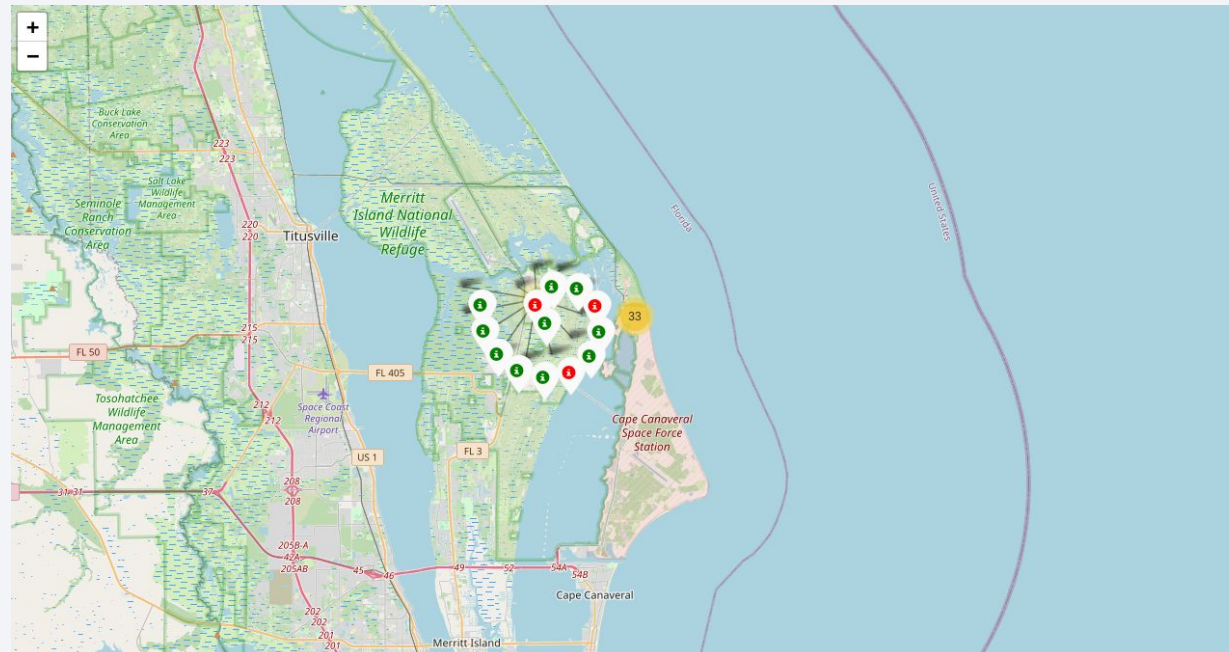 +
−
Buck Lake
Conservation
Area
223
223
Salt Lake
Wildlife
Management
Area
Merritt
Island National
Wildlife
Refuge
Seminole
Ranch
Conservation
Area
220
220
Titusville
Florida
United States
33
215
215
FL 50
FL 405
Tosohatchee
Wildlife
Management
Area
212
212
Space Coast
Regional
Airport
Cape Canaveral
Space Force
Station
US 1
FL 3
208
208
31
31
37
205B-A
42A
205AB
45
46
49
52
54A
54B
Cape Canaveral
202
202
201
201
Merritt Island